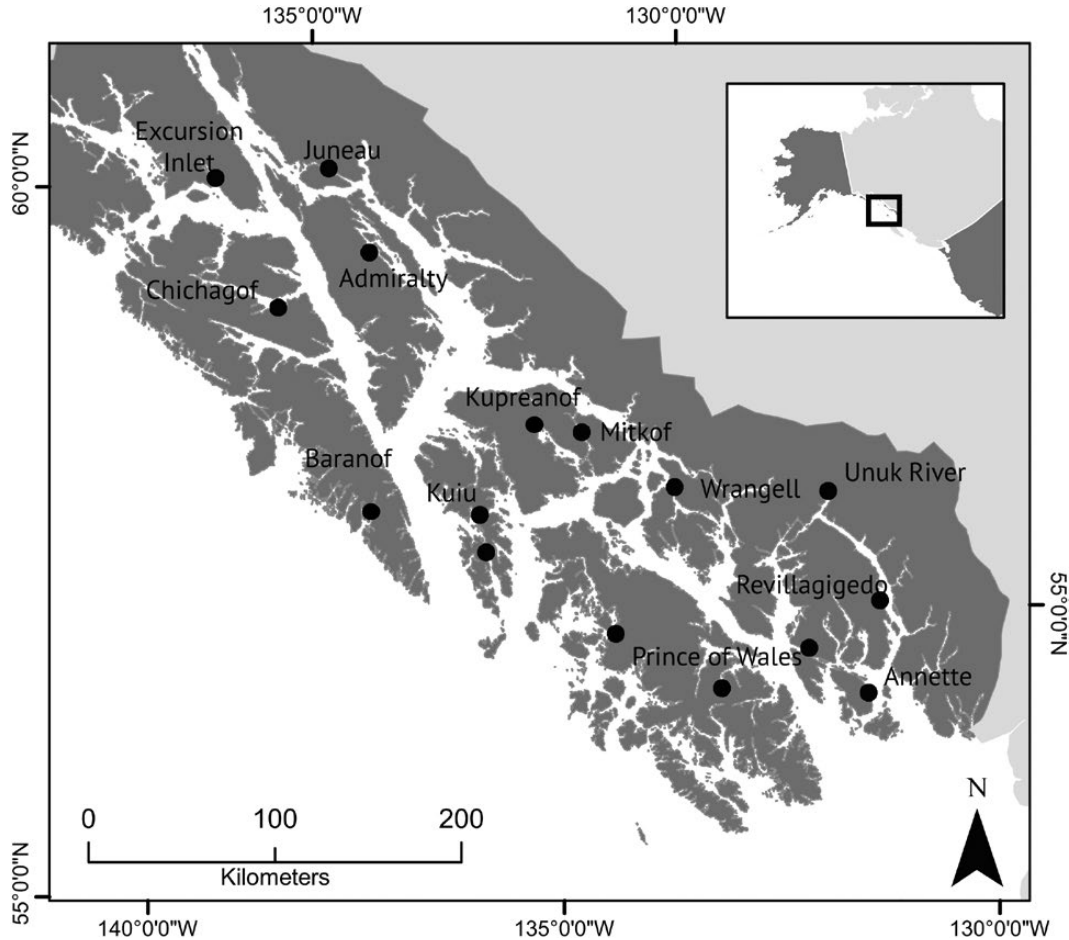 135°0'0"W
130°0'0"W
60°0'0"N
Excursion
Inlet
Juneau
Admiralty
Chichagof
Kupreanof
Mitkof
Baranof
Kuiu
Wrangell
Unuk River
Revillagigedo
55°0'0"N
Prince of Wales
Annette
N
0 100 200
Kilometers
55°0'0"N
140°0'0"W
135°0'0"W
130°0'0"W